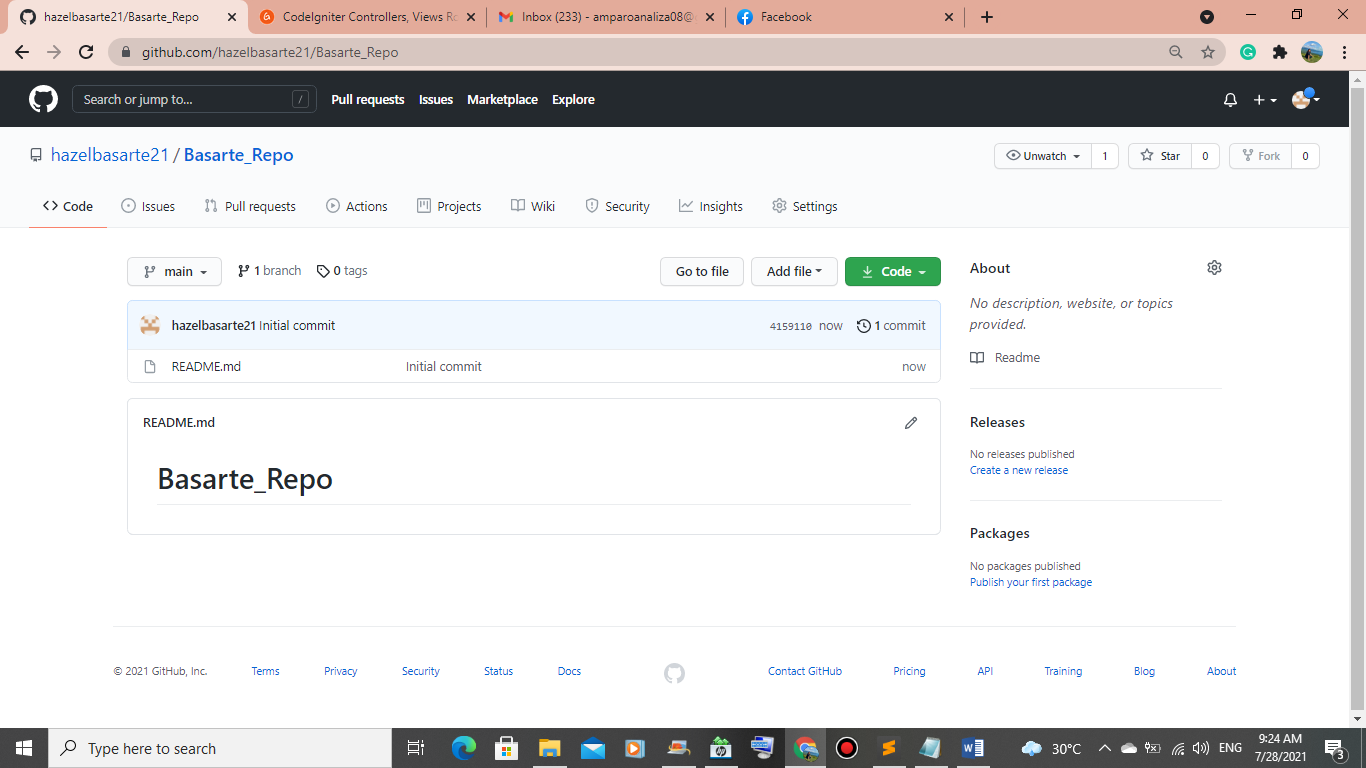 hazelbasarte21/Basarte_Repo
CodeIgniter Controllers, Views Ro
Inbox (233) - amparoanaliza08@
Facebook
github.com/hazelbasarte21/Basarte_Repo
Search or jump to... /
Pull requests Issues Marketplace Explore
hazelbasarte21 / Basarte_Repo
Unwatch 1 Star 0 Fork 0
Code Issues Pull requests Actions Projects Wiki Security Insights Settings
main 1 branch 0 tags Go to file Add file Code
hazelbasarte21 Initial commit 4159110 now 1 commit
README.md Initial commit now
README.md
Basarte_Repo
About
No description, website, or topics
provided.
Readme
Releases
No releases published
Create a new release
Packages
No packages published
Publish your first package
© 2021 GitHub, Inc. Terms Privacy Security Status Docs Contact GitHub Pricing API Training Blog About
Type here to search
30°C ENG
9:24 AM
7/28/2021
3